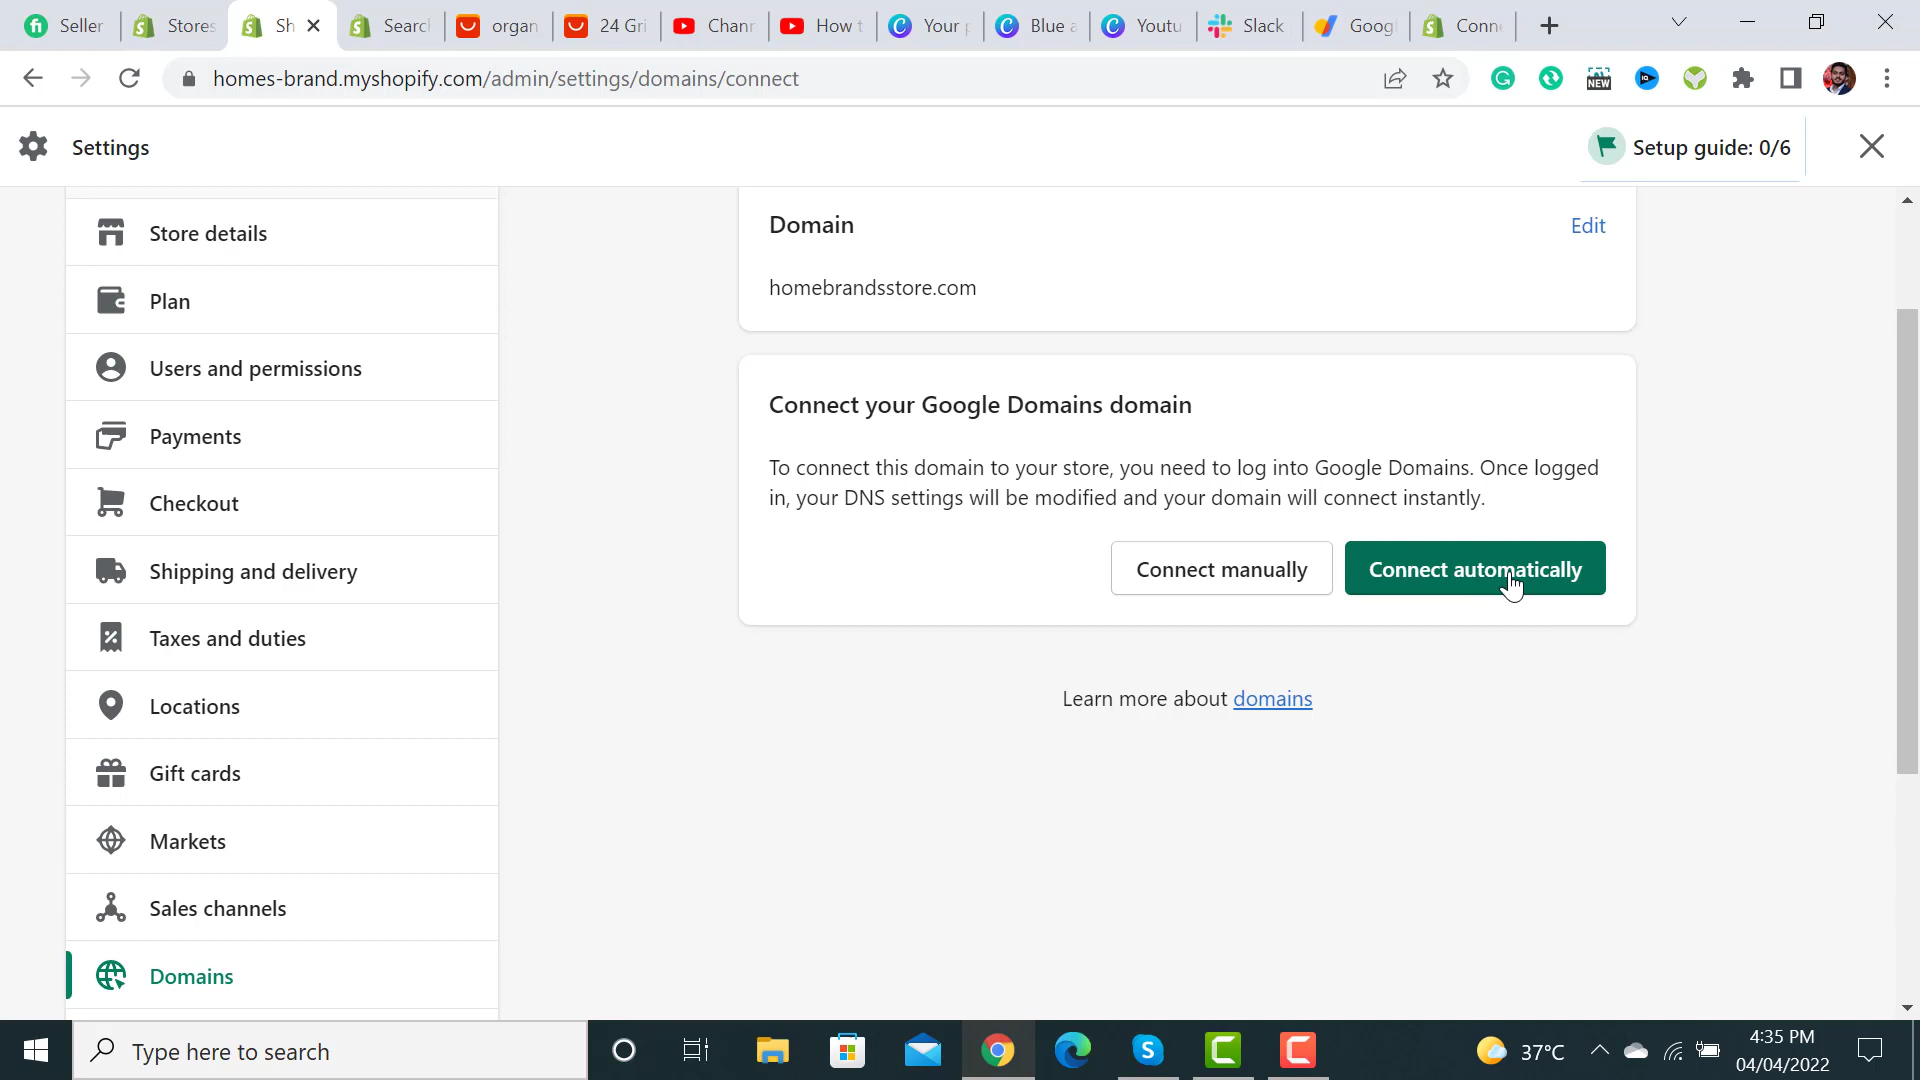 Seller
Stores
Sh
Searc
organ
24 Gri
Chann
How t
Your p
Blue a
Youtu
Slack
Googl
Conne
homes-brand.myshopify.com/admin/settings/domains/connect
NEW
Settings
Setup guide: 0/6
Store details
Plan
Users and permissions
Payments
Checkout
Shipping and delivery
Taxes and duties
Locations
Gift cards
Markets
Sales channels
Domains
Domain
Edit
homebrandsstore.com
Connect your Google Domains domain
To connect this domain to your store, you need to log into Google Domains. Once logged
in, your DNS settings will be modified and your domain will connect instantly.
Connect manually
Connect automatically
Learn more about domains
Type here to search
37°C
4:35 PM
04/04/2022